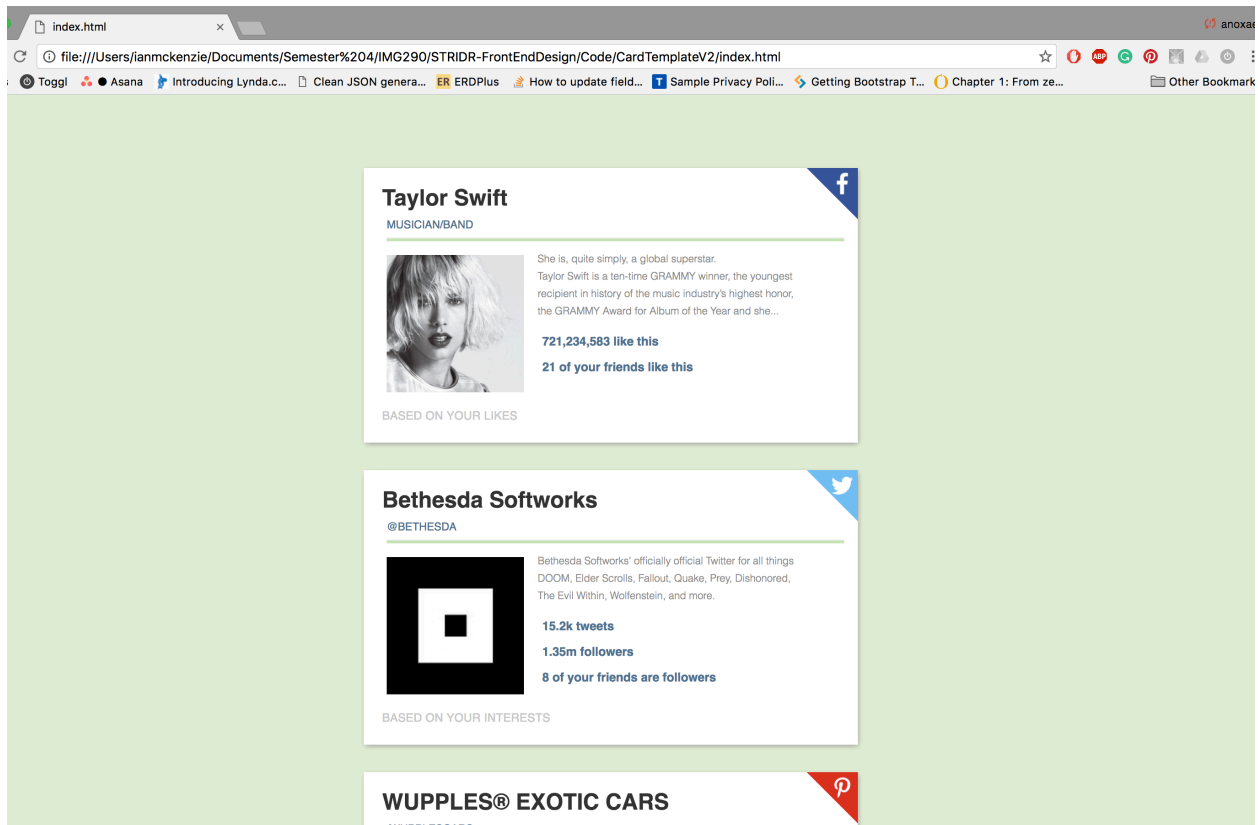 index.html ×
anoxae
file:///Users/ianmckenzie/Documents/Semester%204/IMG290/STRIDR-FrontEndDesign/Code/CardTemplateV2/index.html
ABP
Toggl Asana Introducing Lynda.c... Clean JSON genera... ER ERDPlus How to update field... T Sample Privacy Poli... Getting Bootstrap T... Chapter 1: From ze... Other Bookmark
Taylor Swift
MUSICIAN/BAND
She is, quite simply, a global superstar.
Taylor Swift is a ten-time GRAMMY winner, the youngest
recipient in history of the music industry's highest honor,
the GRAMMY Award for Album of the Year and she...
721,234,583 like this
21 of your friends like this
BASED ON YOUR LIKES
Bethesda Softworks
@BETHESDA
Bethesda Softworks' officially official Twitter for all things
DOOM, Elder Scrolls, Fallout, Quake, Prey, Dishonored,
The Evil Within, Wolfenstein, and more.
15.2k tweets
1.35m followers
8 of your friends are followers
BASED ON YOUR INTERESTS
WUPPLES® EXOTIC CARS